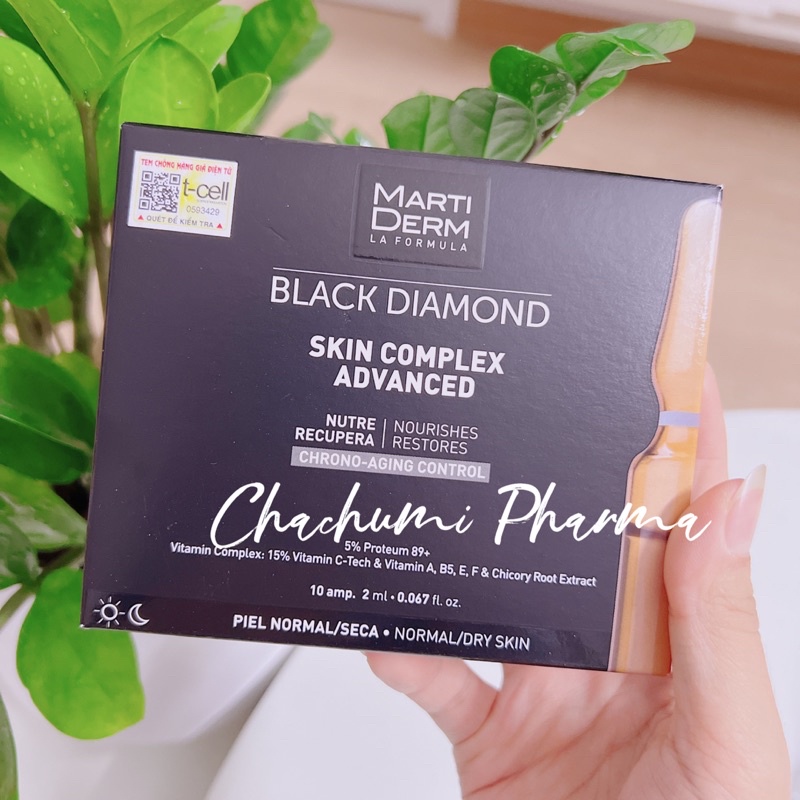 TEM CHỐNG HÀNG GIẢ ĐIỆN TỬ
t-cell
0593429
QUÉT ĐỂ KIỂM TRA
MARTI
DERM
LA FORMULA
BLACK DIAMOND
SKIN COMPLEX
ADVANCED
NUTRE
RECUPERA
NOURISHES
RESTORES
CHRONO-AGING CONTROL
Chachumi Pharma
5% Proteum 89+
Vitamin Complex: 15% Vitamin C-Tech & Vitamin A, B5, E, F & Chicory Root Extract
10 amp. 2 ml • 0.067 fl. oz.
PIEL NORMAL/SECA • NORMAL/DRY SKIN